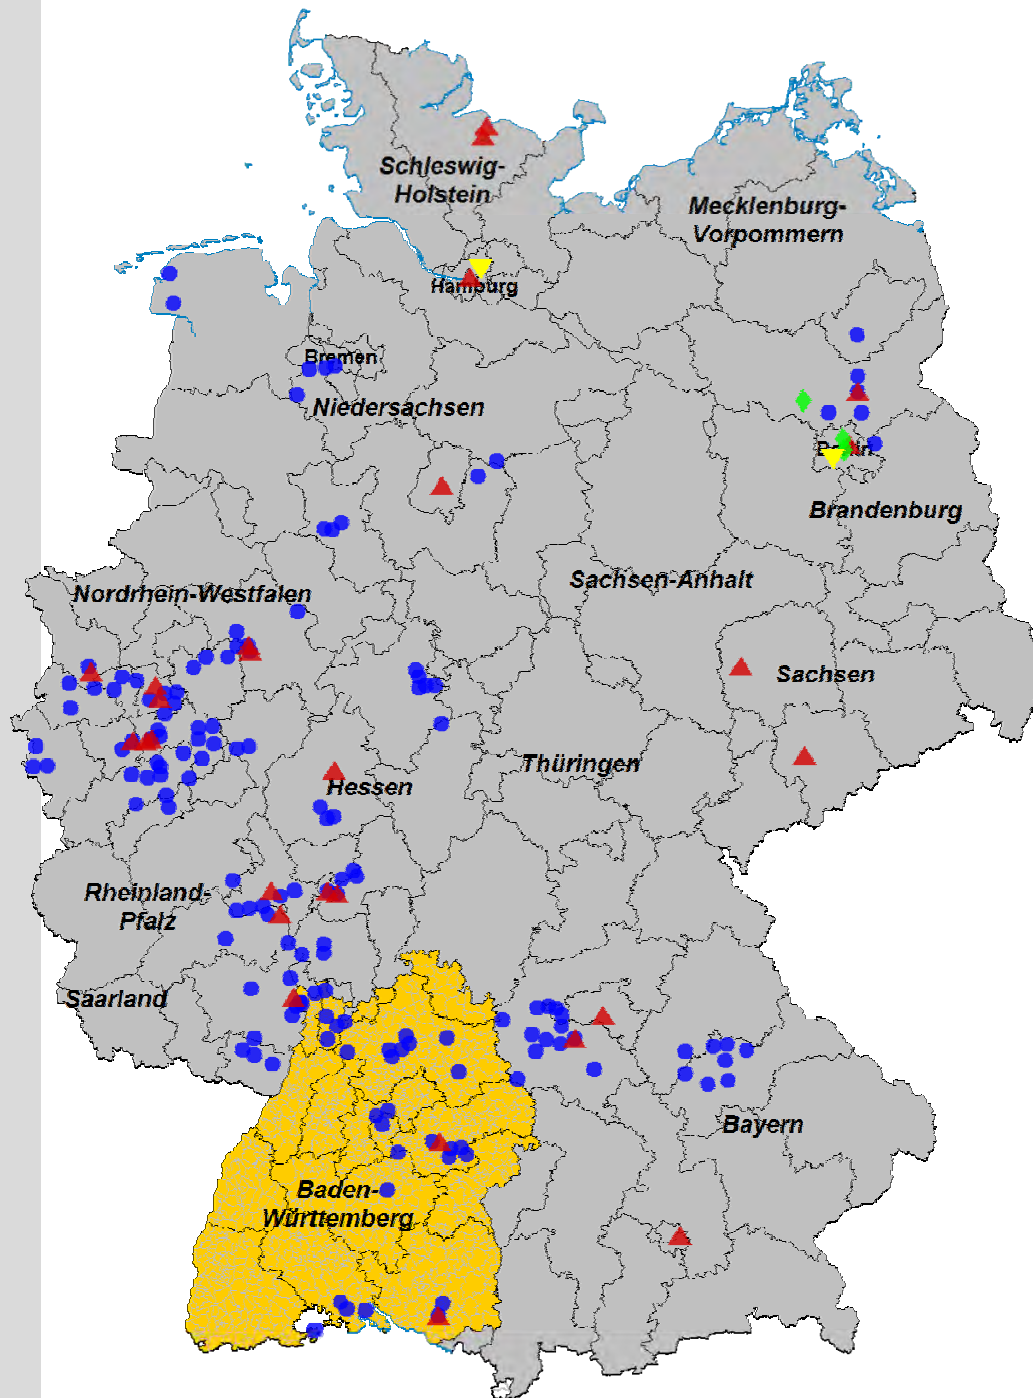 Schleswig-
Holstein
Mecklenburg-
Vorpommern
Hamburg
Bremen
Niedersachsen
Brandenburg
Sachsen-Anhalt
Nordrhein-Westfalen
Sachsen
Thüringen
Hessen
Rheinland-
Pfalz
Saarland
Bayern
Baden-
Württemberg